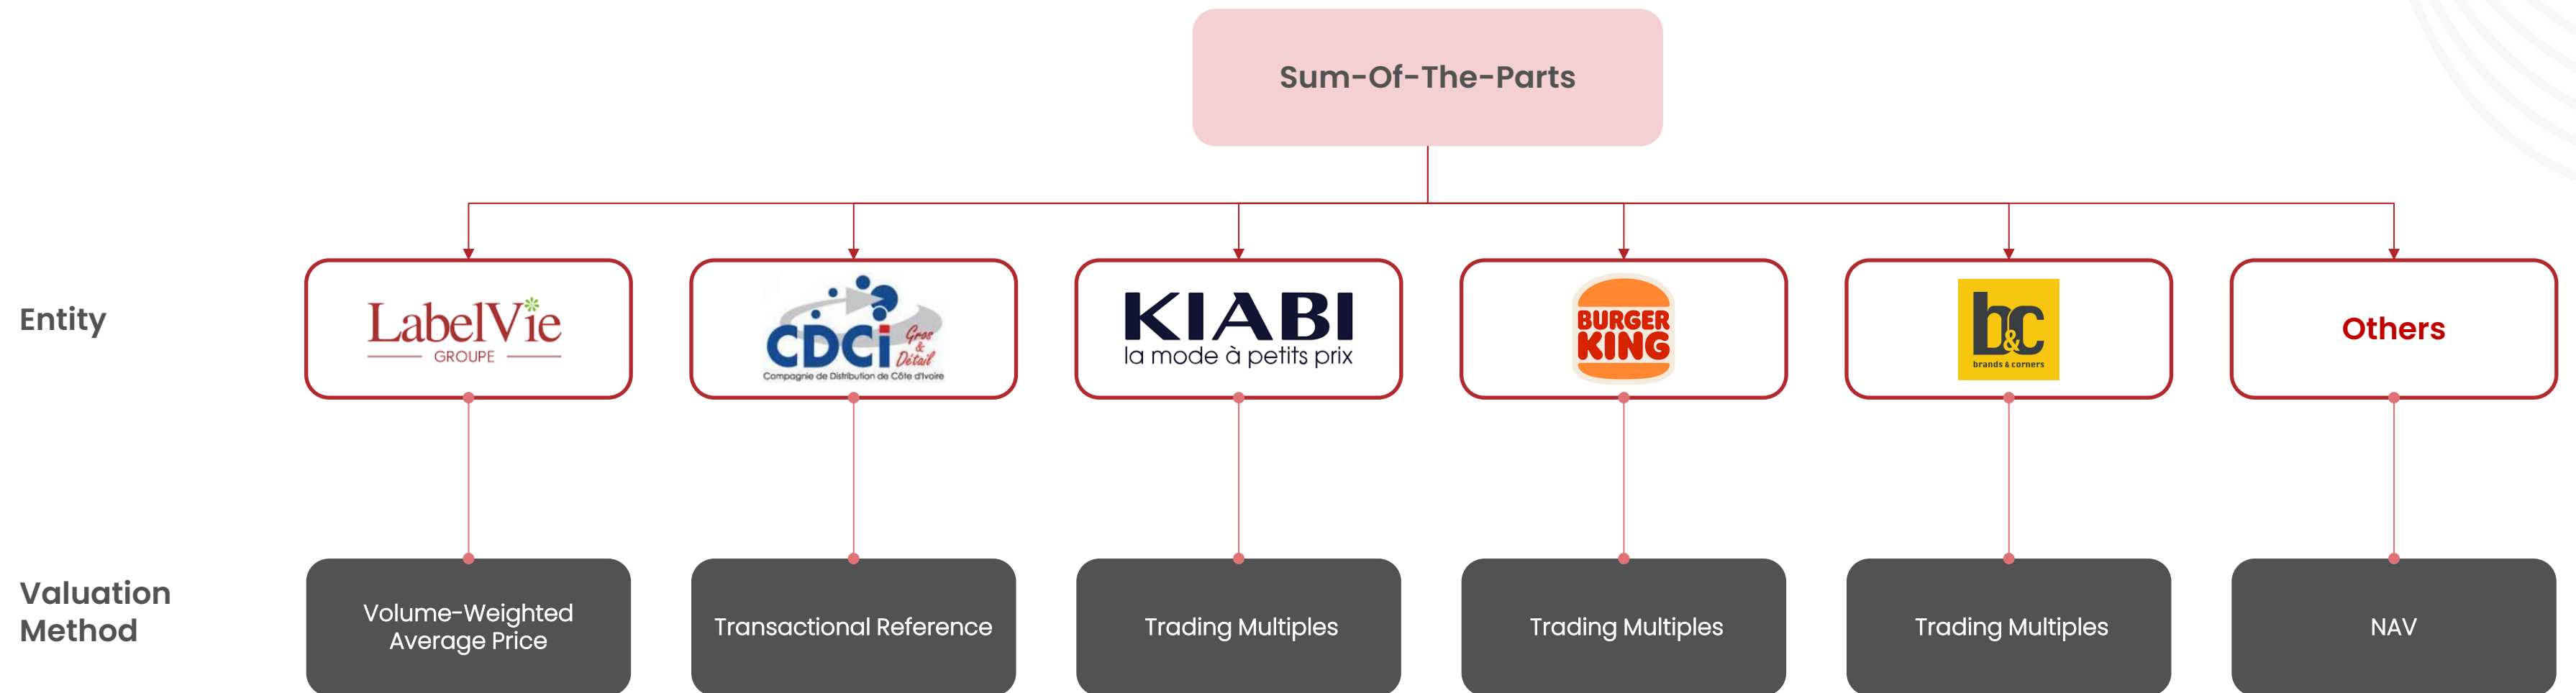 Sum-Of-The-Parts
Entity
LabelVie
GROUPE
CDCi
Gros
&
Détail
Compagnie de Distribution de Côte d'Ivoire
KIABI
la mode à petits prix
BURGER
KING
b&c
brands & corners
Others
Valuation
Method
Volume-Weighted
Average Price
Transactional Reference
Trading Multiples
Trading Multiples
Trading Multiples
NAV